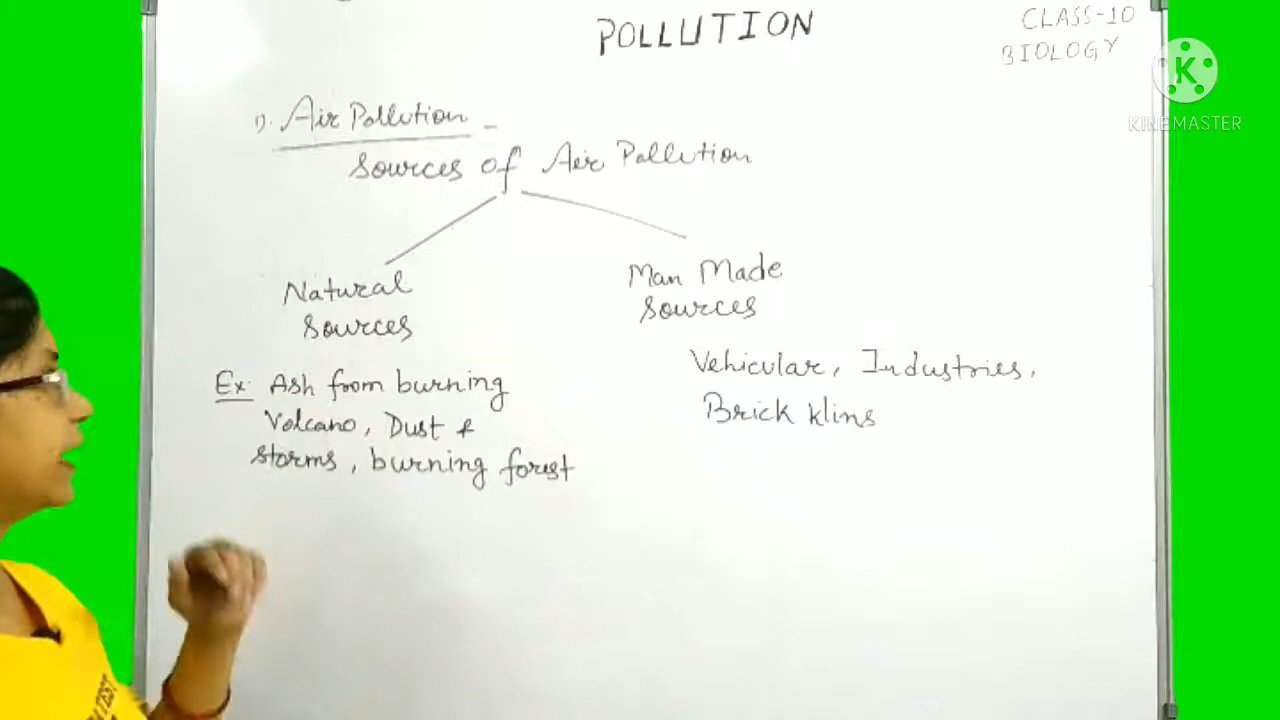 POLLUTION
CLASS-10
BIOLOGY
K
KINEMASTER
1). Air Pollution -
Sources of Air Pollution
Natural
Sources
Man Made
Sources
Ex. Ash from burning
Volcano, Dust &
storms, burning forest
Vehicular, Industries,
Brick klins